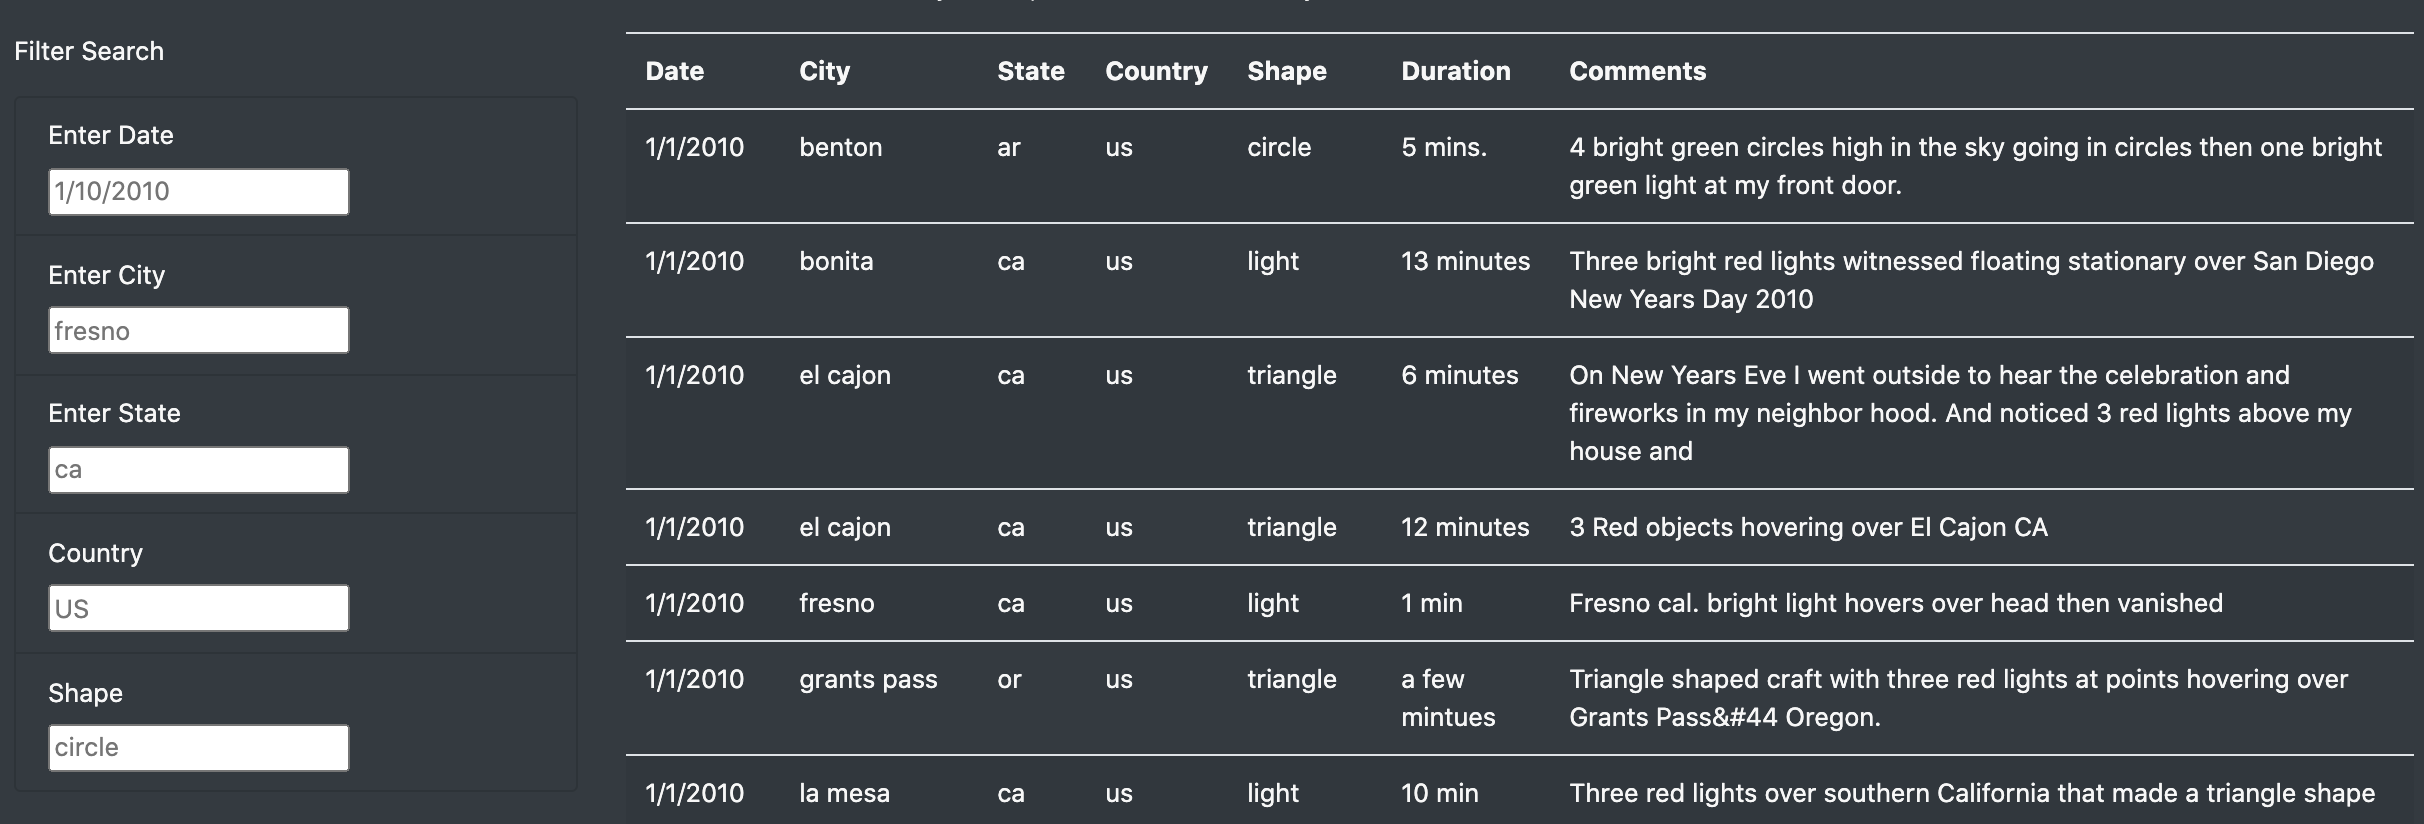 Filter Search
Enter Date
1/10/2010
Enter City
fresno
Enter State
ca
Country
US
Shape
circle
Date City State Country Shape Duration Comments
1/1/2010 benton ar us circle 5 mins. 4 bright green circles high in the sky going in circles then one bright
green light at my front door.
1/1/2010 bonita ca us light 13 minutes Three bright red lights witnessed floating stationary over San Diego
New Years Day 2010
1/1/2010 el cajon ca us triangle 6 minutes On New Years Eve I went outside to hear the celebration and
fireworks in my neighbor hood. And noticed 3 red lights above my
house and
1/1/2010 el cajon ca us triangle 12 minutes 3 Red objects hovering over El Cajon CA
1/1/2010 fresno ca us light 1 min Fresno cal. bright light hovers over head then vanished
1/1/2010 grants pass or us triangle a few Triangle shaped craft with three red lights at points hovering over
mintues Grants Pass&#44 Oregon.
1/1/2010 la mesa ca us light 10 min Three red lights over southern California that made a triangle shape